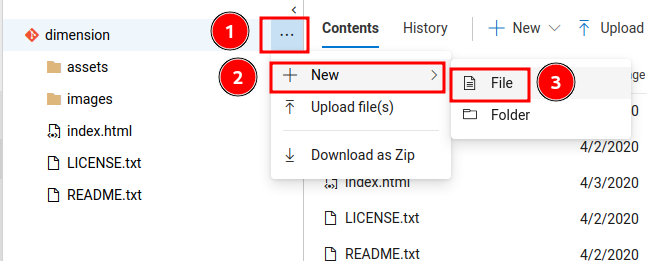 dimension
assets
images
index.html
LICENSE.txt
README.txt
1
...
2
3
Contents
History
New
Upload
New
Upload file(s)
Download as Zip
File
Folder
4/2/2020
index.html
4/3/2020
LICENSE.txt
4/2/2020
README.txt
4/2/2020